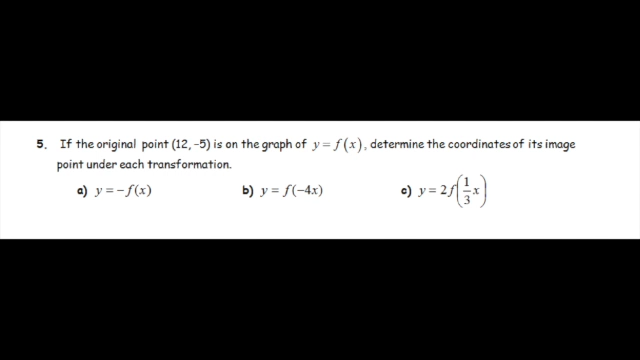 5. If the original point (12, -5) is on the graph of y = f(x), determine the coordinates of its image
point under each transformation.
a) y = -f(x) b) y = f(-4x) c) y = 2f(1/3 x)